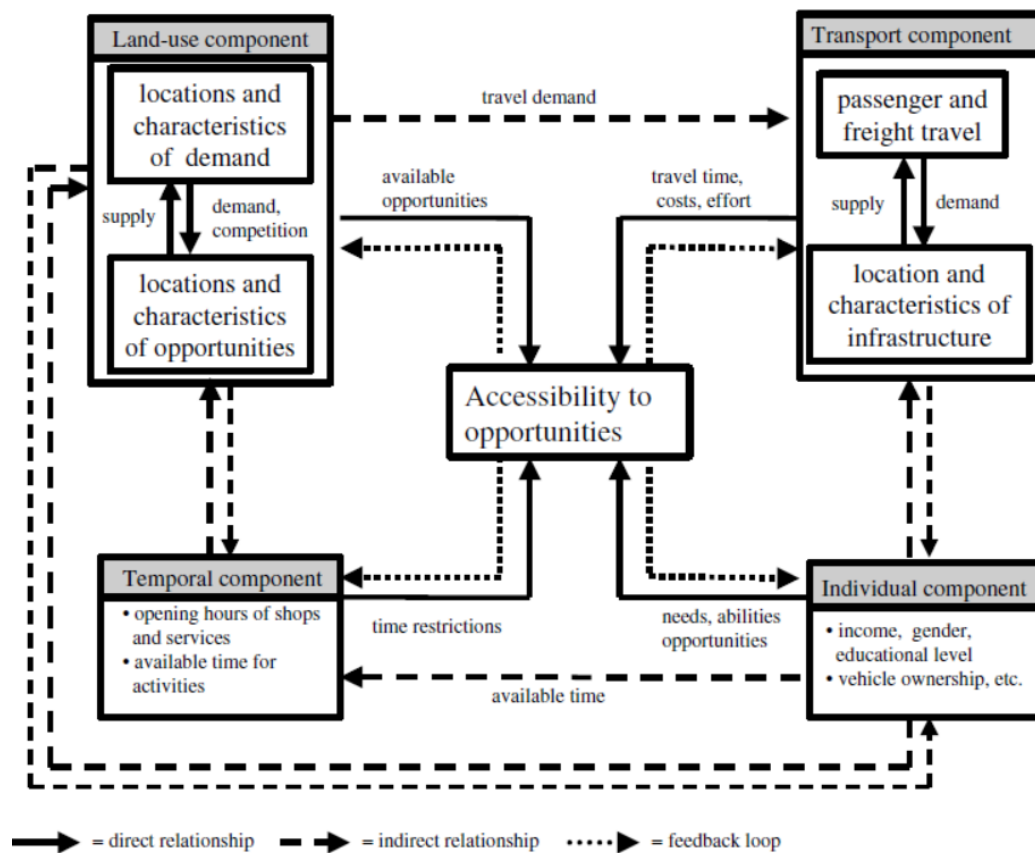 Land-use component
locations and
characteristics
of demand
supply
demand,
competition
locations and
characteristics
of opportunities
travel demand
available
opportunities
travel time,
costs, effort
Transport component
passenger and
freight travel
supply
demand
location and
characteristics of
infrastructure
Accessibility to
opportunities
Temporal component
• opening hours of shops
and services
• available time for
activities
time restrictions
needs, abilities
opportunities
available time
Individual component
• income, gender,
educational level
• vehicle ownership, etc.
= direct relationship
= indirect relationship
= feedback loop